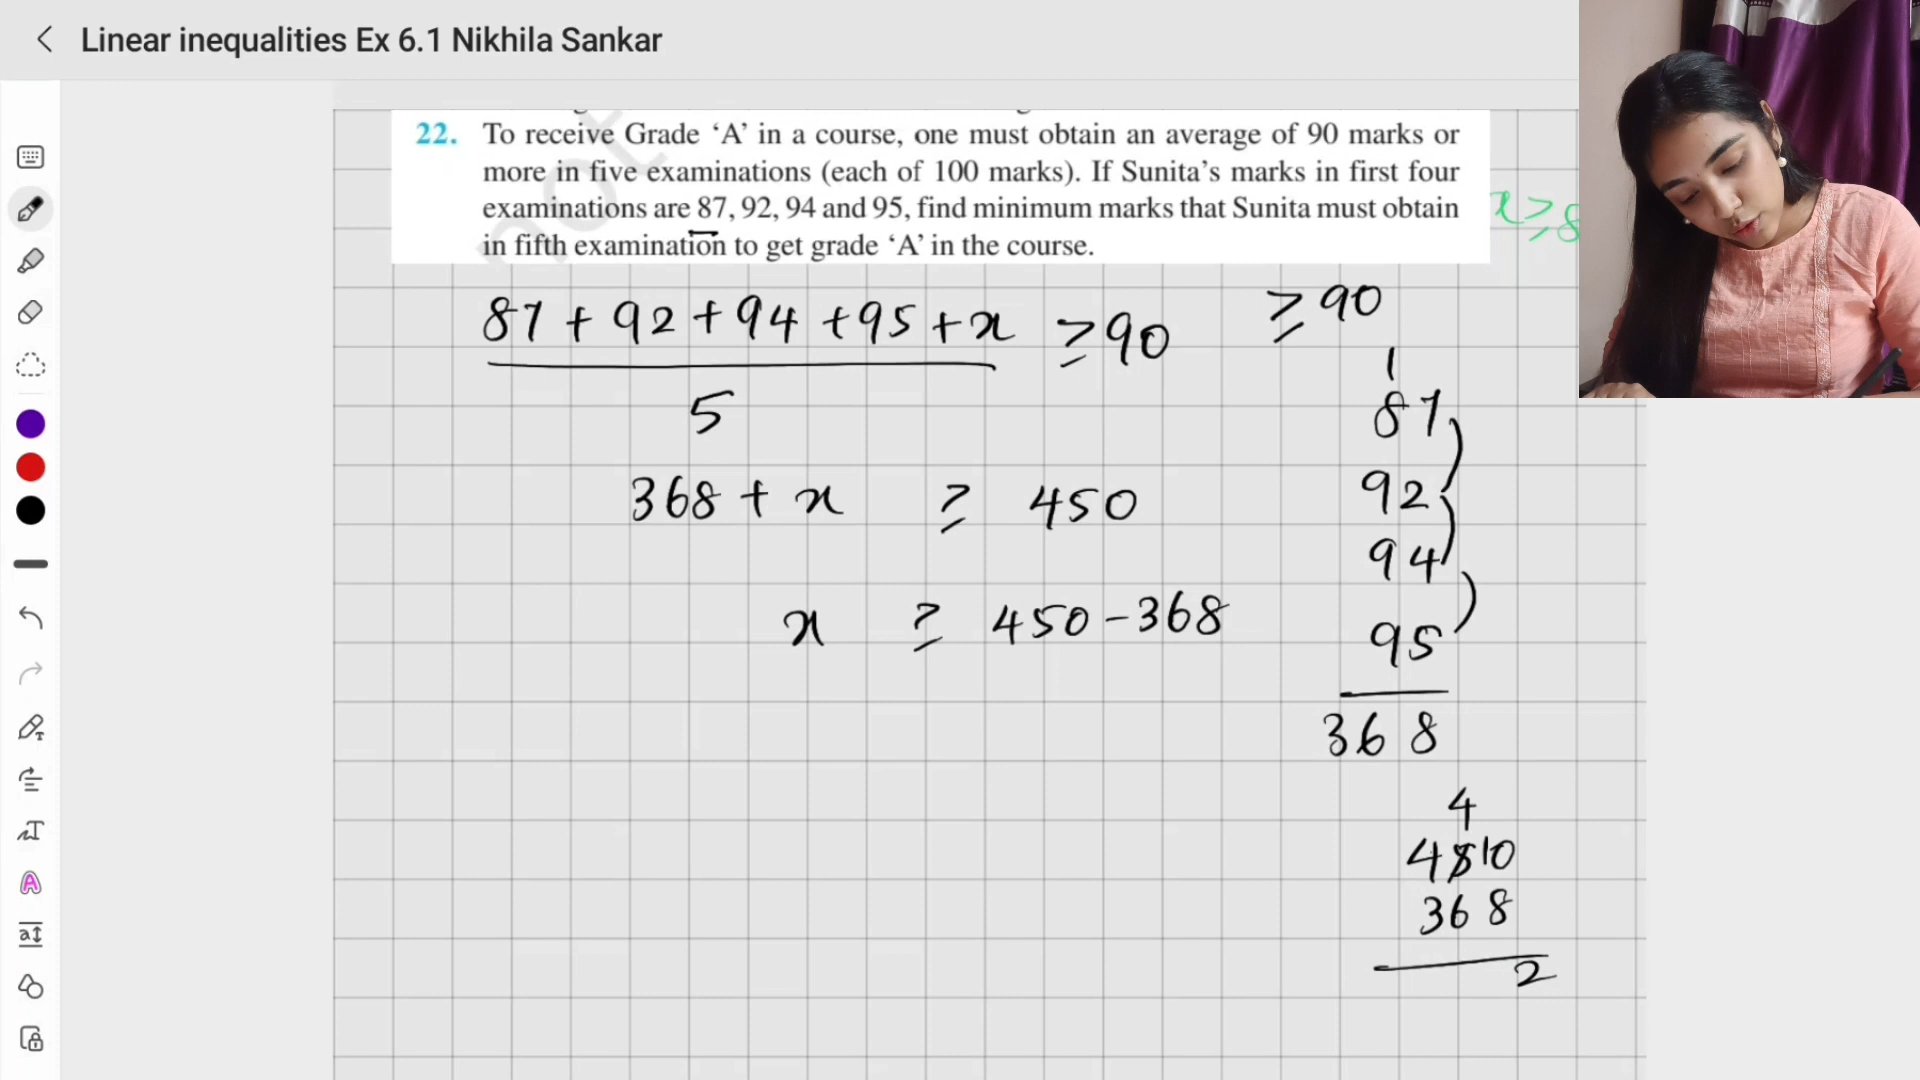 Linear inequalities Ex 6.1 Nikhila Sankar
22. To receive Grade ‘A’ in a course, one must obtain an average of 90 marks or
more in five examinations (each of 100 marks). If Sunita’s marks in first four
examinations are 87, 92, 94 and 95, find minimum marks that Sunita must obtain
in fifth examination to get grade ‘A’ in the course.
not
x ≥ 8
87 + 92 + 94 + 95 + x ≥ 90
5
≥ 90
368 + x ≥ 450
x ≥ 450 - 368
1
87
92
94
95
368
4
4510
368
2